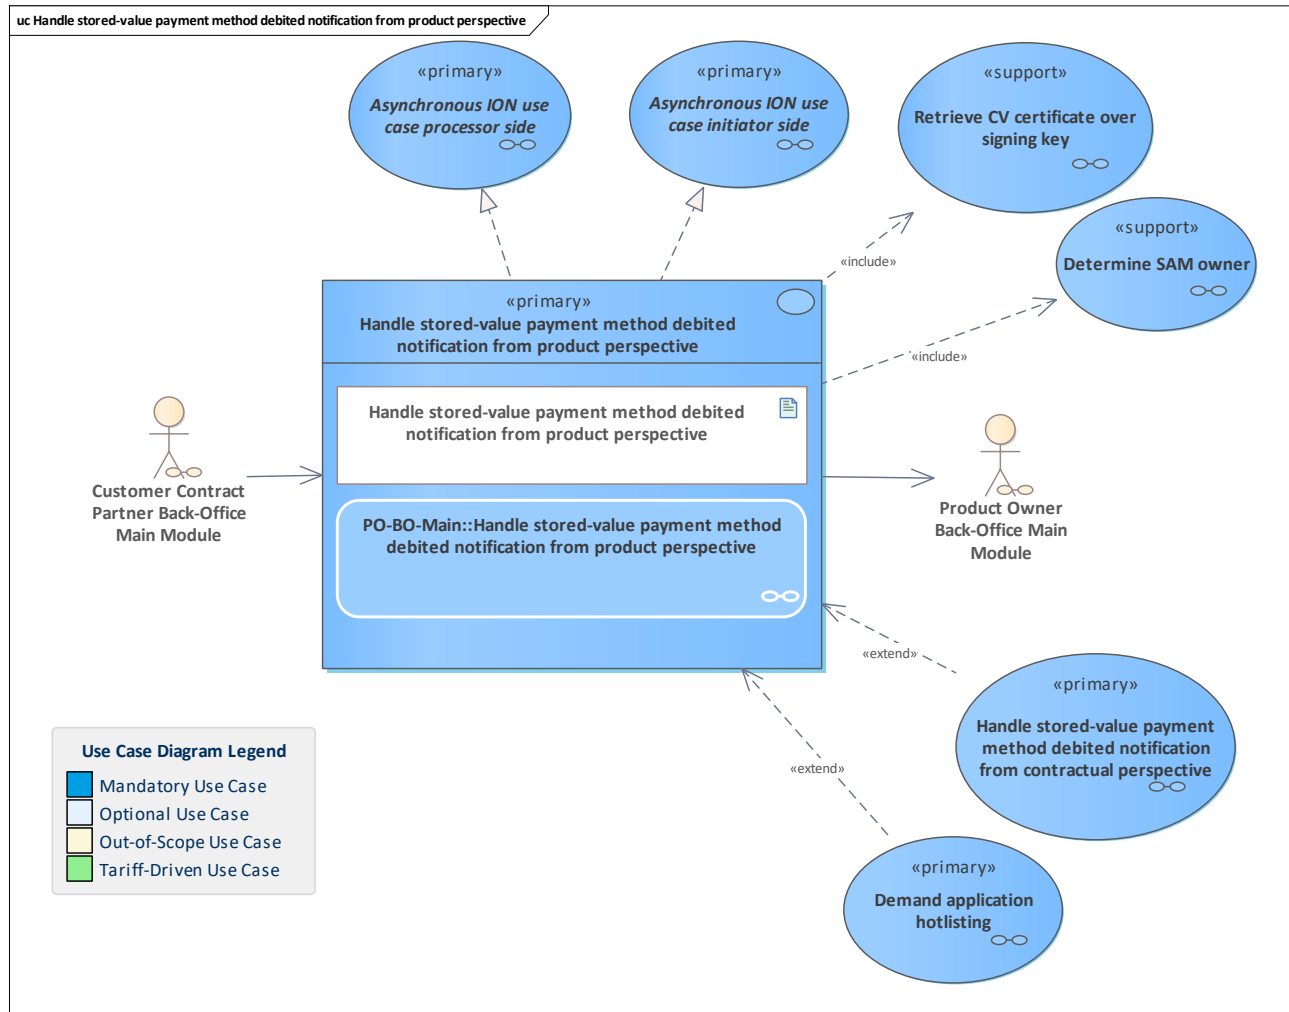 uc Handle stored-value payment method debited notification from product perspective
«primary»
Asynchronous ION use
case processor side
«primary»
Asynchronous ION use
case initiator side
«support»
Retrieve CV certificate over
signing key
«support»
Determine SAM owner
«include»
«include»
«primary»
Handle stored-value payment method debited
notification from product perspective
Handle stored-value payment method debited
notification from product perspective
PO-BO-Main::Handle stored-value payment method
debited notification from product perspective
Customer Contract
Partner Back-Office
Main Module
Product Owner
Back-Office Main
Module
«extend»
«extend»
«primary»
Handle stored-value payment
method debited notification
from contractual perspective
«primary»
Demand application
hotlisting
Use Case Diagram Legend
Mandatory Use Case
Optional Use Case
Out-of-Scope Use Case
Tariff-Driven Use Case